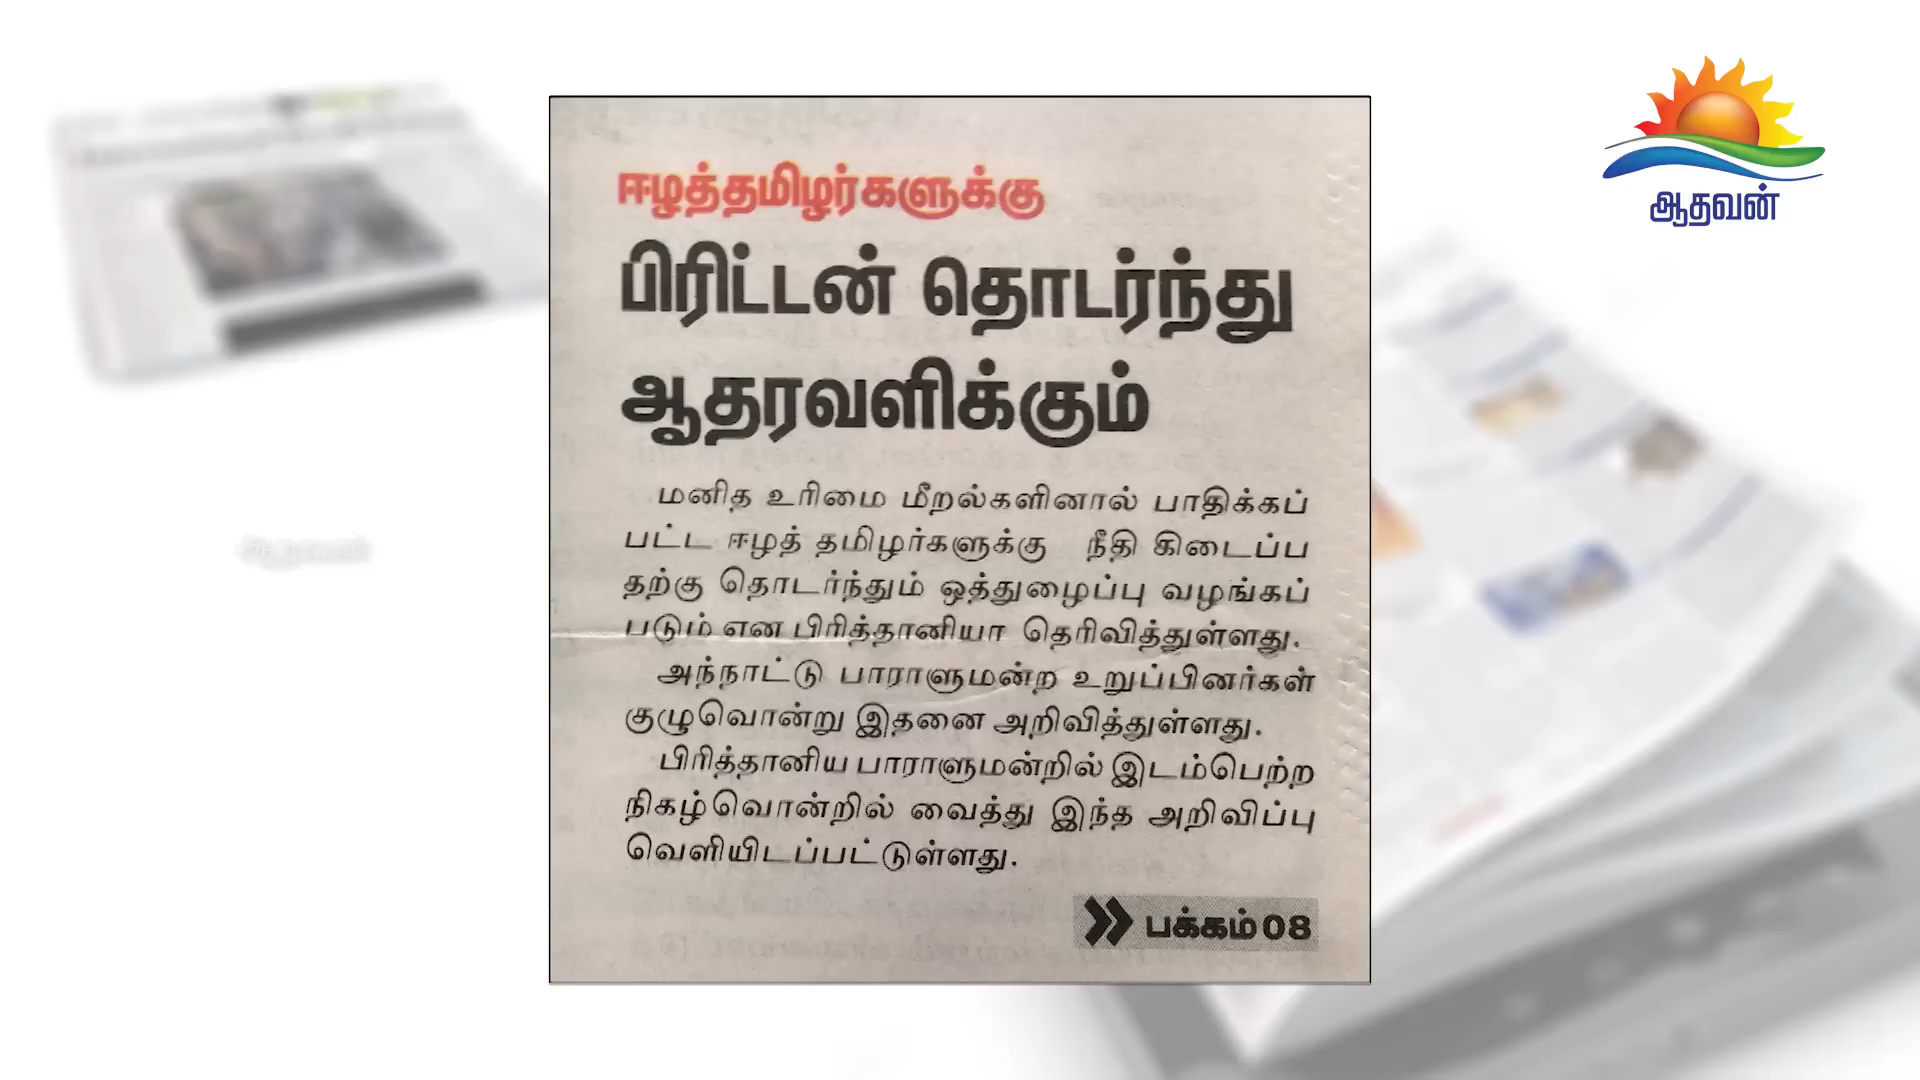 ஆதவன்
ஈழத்தமிழர்களுக்கு
பிரிட்டன் தொடர்ந்து
ஆதரவளிக்கும்
மனித உரிமை மீறல்களினால் பாதிக்கப்
பட்ட ஈழத் தமிழர்களுக்கு நீதி கிடைப்ப
தற்கு தொடர்ந்தும் ஒத்துழைப்பு வழங்கப்
படும் என பிரித்தானியா தெரிவித்துள்ளது.
அந்நாட்டு பாராளுமன்ற உறுப்பினர்கள்
குழுவொன்று இதனை அறிவித்துள்ளது.
பிரித்தானிய பாராளுமன்றில் இடம்பெற்ற
நிகழ்வொன்றில் வைத்து இந்த அறிவிப்பு
வெளியிடப்பட்டுள்ளது.
பக்கம் 08